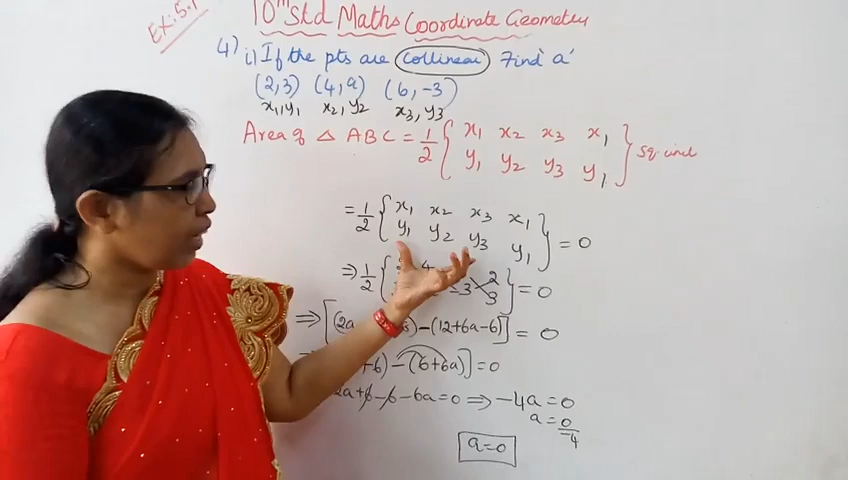 Ex: 5.1
10th Std Maths Coordinate Geometry
4) i) If the pts are collinear Find 'a'
(2,3) (4,a) (6,-3)
x1,y1 x2,y2 x3,y3
Area of △ ABC = 1/2 { x1 x2 x3 x1
y1 y2 y3 y1 } sq. unit
= 1/2 { x1 x2 x3 x1
y1 y2 y3 y1 } = 0
⇒ 1/2 { 4 2
-3 3 } = 0
⇒ [(2a -(12+6a-6)] = 0
+6) -(6+6a)] = 0
2a+6-6-6a=0 ⇒ -4a=0
a = 0/-4
a=0